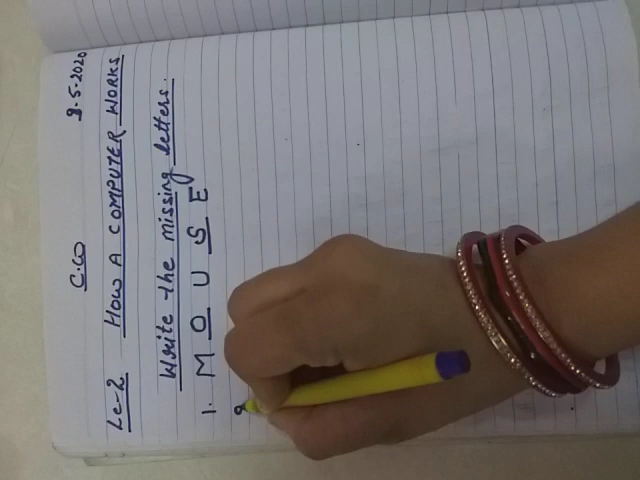 C.W 9.5.2020
Le-2 HOW A COMPUTER WORKS
Write the missing letters.
1. M O U S E